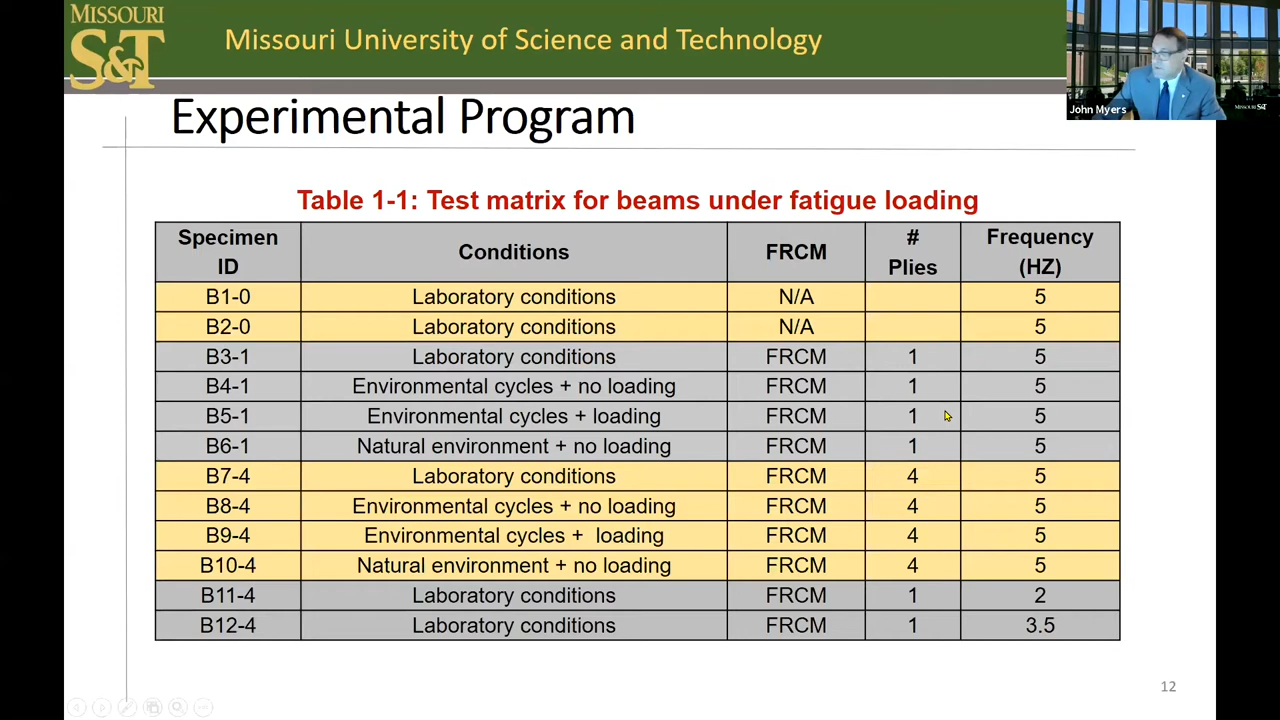 MISSOURI
S&T
Missouri University of Science and Technology
John Myers
MISSOURI S&T
Experimental Program
Table 1-1: Test matrix for beams under fatigue loading
Specimen ID Conditions FRCM # Plies Frequency (HZ)
B1-0 Laboratory conditions N/A 5
B2-0 Laboratory conditions N/A 5
B3-1 Laboratory conditions FRCM 1 5
B4-1 Environmental cycles + no loading FRCM 1 5
B5-1 Environmental cycles + loading FRCM 1 5
B6-1 Natural environment + no loading FRCM 1 5
B7-4 Laboratory conditions FRCM 4 5
B8-4 Environmental cycles + no loading FRCM 4 5
B9-4 Environmental cycles + loading FRCM 4 5
B10-4 Natural environment + no loading FRCM 4 5
B11-4 Laboratory conditions FRCM 1 2
B12-4 Laboratory conditions FRCM 1 3.5
12